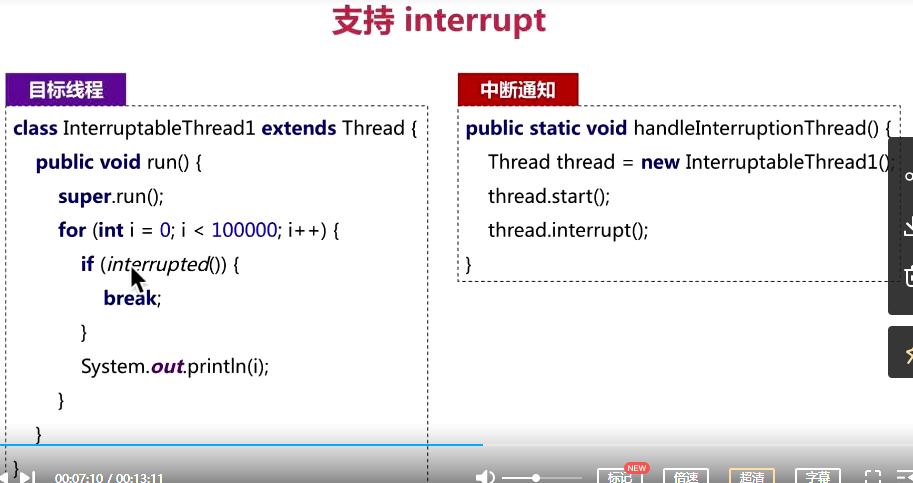 支持 interrupt
目标线程
class InterruptableThread1 extends Thread {
public void run() {
super.run();
for (int i = 0; i < 100000; i++) {
if (interrupted()) {
break;
}
System.out.println(i);
}
}
}
中断通知
public static void handleInterruptionThread() {
Thread thread = new InterruptableThread1();
thread.start();
thread.interrupt();
}
00:07:10 / 00:13:11
标记
NEW
倍速
超清
字幕